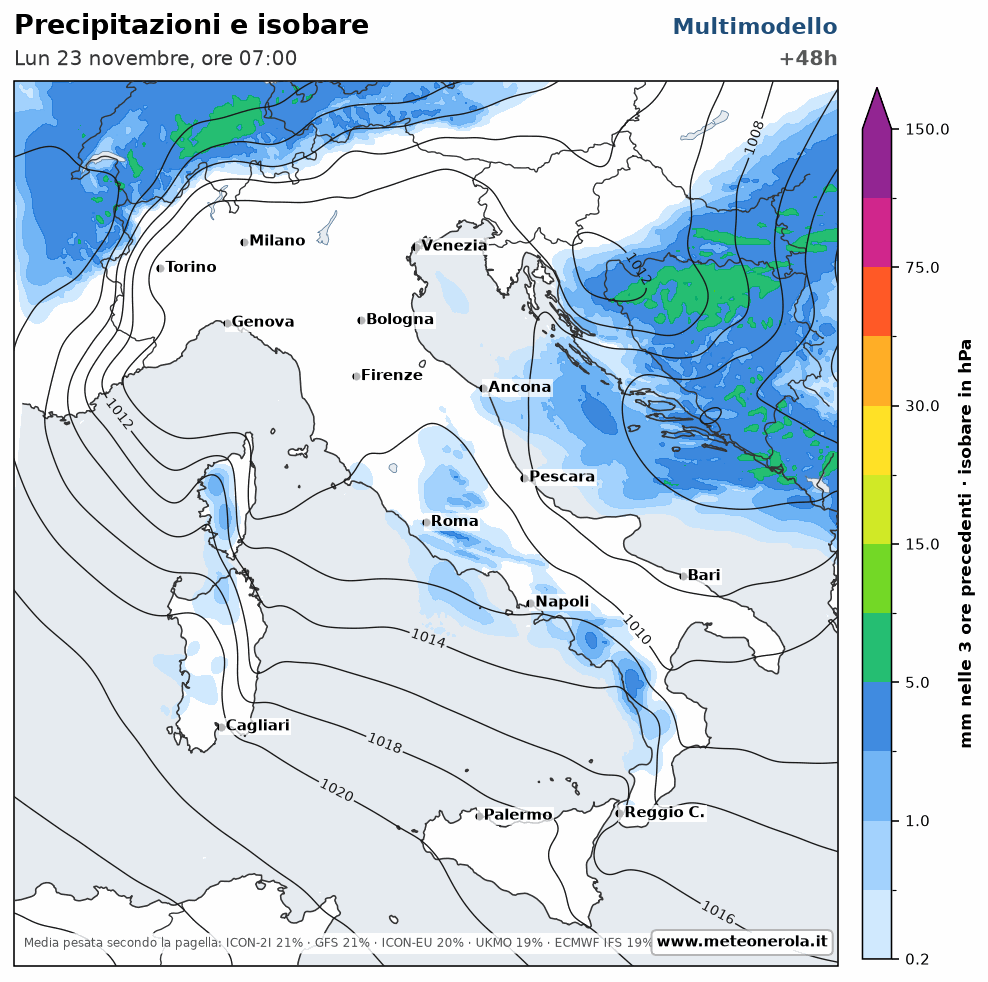 Precipitazioni e isobare
Multimodello
Lun 23 novembre, ore 07:00
+48h
1008
150.0
Milano
Venezia
Torino
1012
75.0
Genova
Bologna
Firenze
Ancona
30.0
1012
Pescara
Roma
15.0
Bari
Napoli
1010
1014
5.0
Cagliari
1018
1020
Palermo
Reggio C.
1.0
1016
0.2
mm nelle 3 ore precedenti · isobare in hPa
Media pesata secondo la pagella: ICON-2I 21% · GFS 21% · ICON-EU 20% · UKMO 19% · ECMWF IFS 19%
www.meteonerola.it